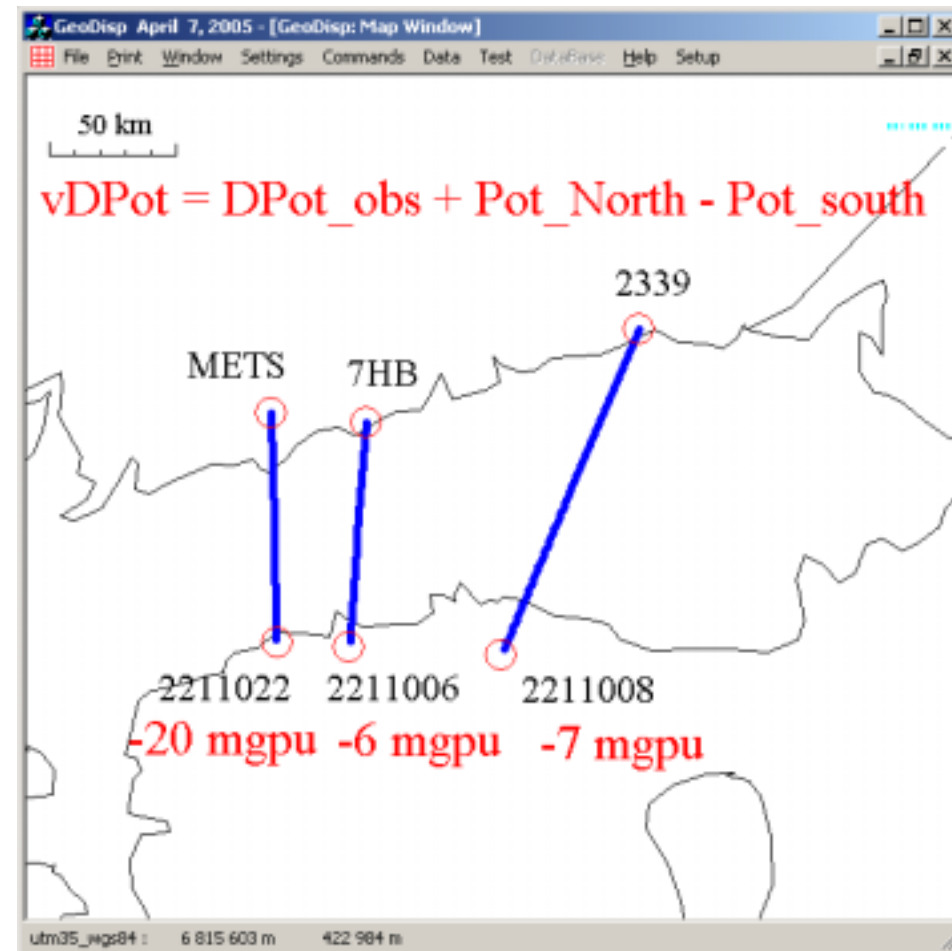 GeoDisp April 7, 2005 - [GeoDisp: Map Window]
File Print Window Settings Commands Data Test DataBase Help Setup
50 km
vDPot = DPot_obs + Pot_North - Pot_south
2339
METS
7HB
2211022 2211006 2211008
-20 mgpu -6 mgpu -7 mgpu
utm35_wgs84 : 6 815 603 m 422 984 m